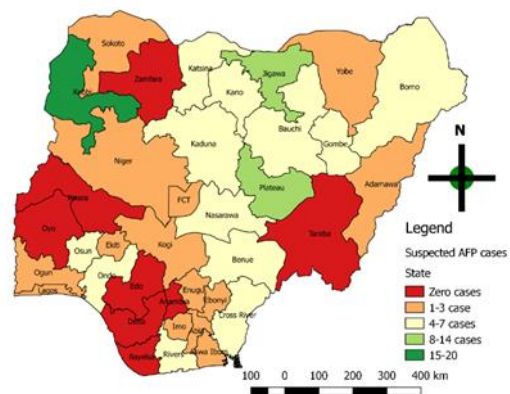 Sokoto
Katsina
Zamfara
Jigawa
Yobe
Borno
Kebbi
Kano
Kaduna
Bauchi
Gombe
Niger
Adamawa
FCT
Plateau
Kwara
Nasarawa
Taraba
Oyo
Osun
Ekiti
Kogi
Benue
Ogun
Ondo
Lagos
Edo
Enugu
Ebonyi
Anambra
Cross River
Delta
Imo
Abia
Bayelsa
Rivers
Akwa Ibom
N
Legend
Suspected AFP cases
State
Zero cases
1-3 case
4-7 cases
8-14 cases
15-20
100 0 100 200 300 400 km